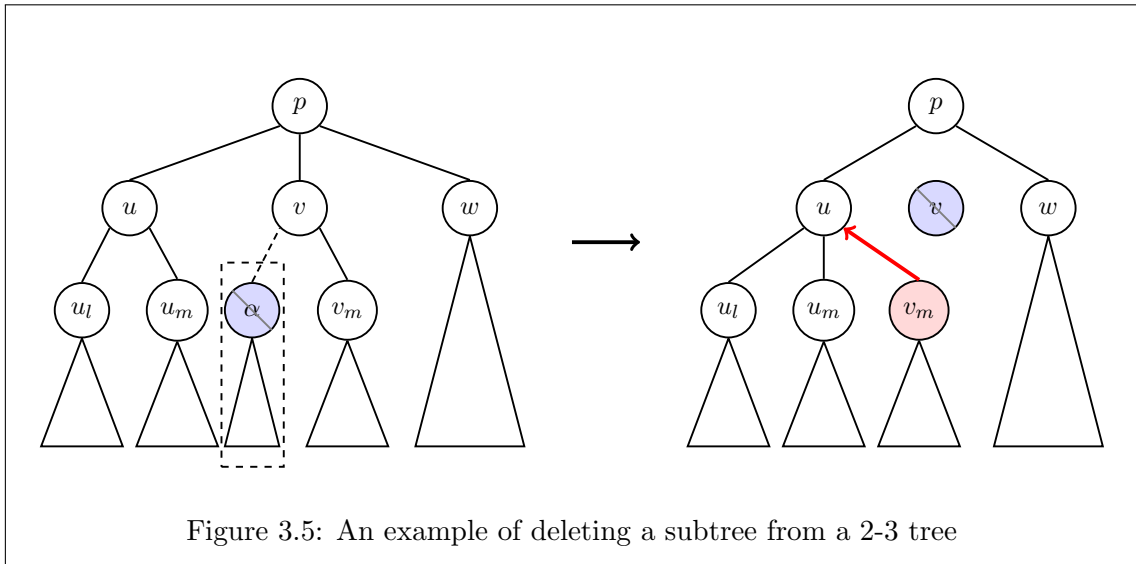 p p
u v w u v w
u_l u_m α v_m u_l u_m v_m
Figure 3.5: An example of deleting a subtree from a 2-3 tree